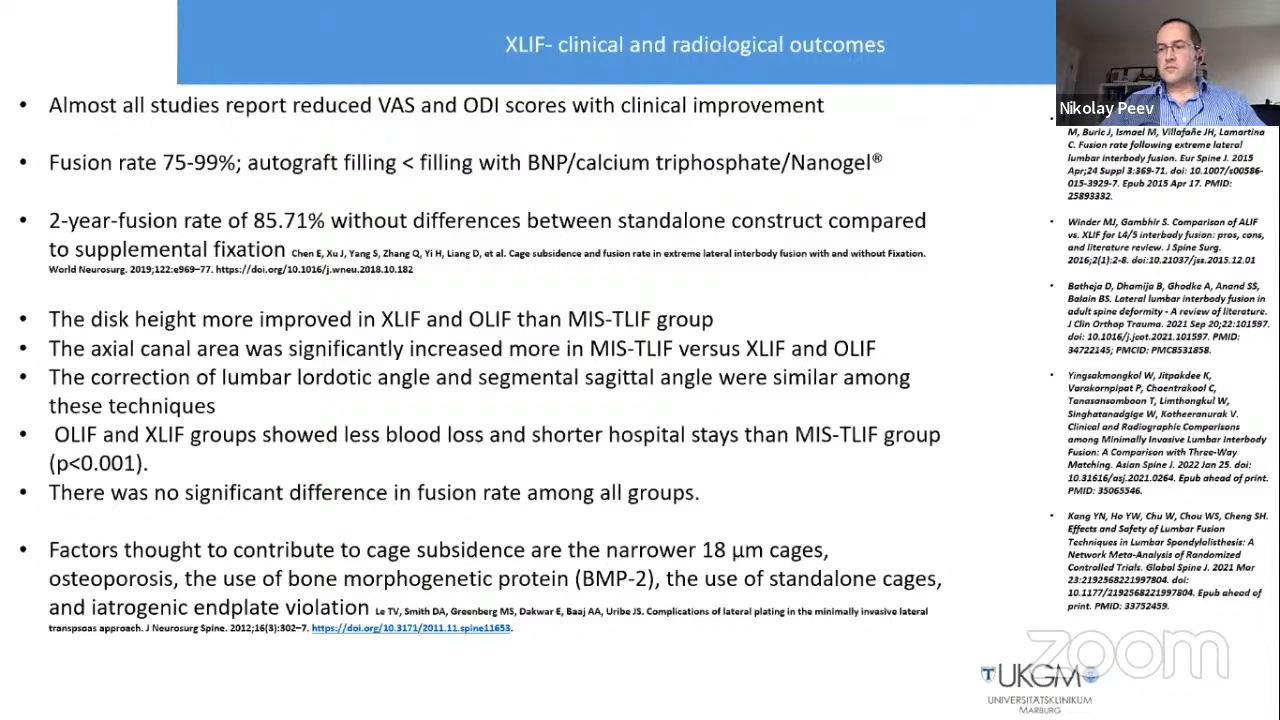 XLIF- clinical and radiological outcomes
Nikolay Peev
• Almost all studies report reduced VAS and ODI scores with clinical improvement
• Fusion rate 75-99%; autograft filling < filling with BNP/calcium triphosphate/Nanogel®
• 2-year-fusion rate of 85.71% without differences between standalone construct compared
to supplemental fixation Chen E, Xu J, Yang S, Zhang Q, Yi H, Liang D, et al. Cage subsidence and fusion rate in extreme lateral interbody fusion with and without Fixation.
World Neurosurg. 2019;122:e969–77. https://doi.org/10.1016/j.wneu.2018.10.182
• The disk height more improved in XLIF and OLIF than MIS-TLIF group
• The axial canal area was significantly increased more in MIS-TLIF versus XLIF and OLIF
• The correction of lumbar lordotic angle and segmental sagittal angle were similar among
these techniques
• OLIF and XLIF groups showed less blood loss and shorter hospital stays than MIS-TLIF group
(p<0.001).
• There was no significant difference in fusion rate among all groups.
• Factors thought to contribute to cage subsidence are the narrower 18 µm cages,
osteoporosis, the use of bone morphogenetic protein (BMP-2), the use of standalone cages,
and iatrogenic endplate violation Le TV, Smith DA, Greenberg MS, Dakwar E, Baaj AA, Uribe JS. Complications of lateral plating in the minimally invasive lateral
transpsoas approach. J Neurosurg Spine. 2012;16(3):302–7. https://doi.org/10.3171/2011.11.spine11653.
M, Buric J, Ismael M, Villafañe JH, Lamartina
C. Fusion rate following extreme lateral
lumbar interbody fusion. Eur Spine J. 2015
Apr;24 Suppl 3:369-71. doi: 10.1007/s00586-
015-3929-7. Epub 2015 Apr 17. PMID:
25893332.
• Winder MJ, Gambhir S. Comparison of ALIF
vs. XLIF for L4/5 interbody fusion: pros, cons,
and literature review. J Spine Surg.
2016;2(1):2-8. doi:10.21037/jss.2015.12.01
• Batheja D, Dhamija B, Ghodke A, Anand SS,
Balain BS. Lateral lumbar interbody fusion in
adult spine deformity - A review of literature.
J Clin Orthop Trauma. 2021 Sep 20;22:101597.
doi: 10.1016/j.jcot.2021.101597. PMID:
34722145; PMCID: PMC8531858.
• Yingsakmongkol W, Jitpakdee K,
Varakornpipat P, Choentrakool C,
Tanasansomboon T, Limthongkul W,
Singhatanadgige W, Kotheeranurak V.
Clinical and Radiographic Comparisons
among Minimally Invasive Lumbar Interbody
Fusion: A Comparison with Three-Way
Matching. Asian Spine J. 2022 Jan 25. doi:
10.31616/asj.2021.0264. Epub ahead of print.
PMID: 35065546.
• Kang YN, Ho YW, Chu W, Chou WS, Cheng SH.
Effects and Safety of Lumbar Fusion
Techniques in Lumbar Spondylolisthesis: A
Network Meta-Analysis of Randomized
Controlled Trials. Global Spine J. 2021 Mar
23:2192568221997804. doi:
10.1177/2192568221997804. Epub ahead of
print. PMID: 33752459.
zoom
UKGM
UNIVERSITÄTSKLINIKUM
MARBURG